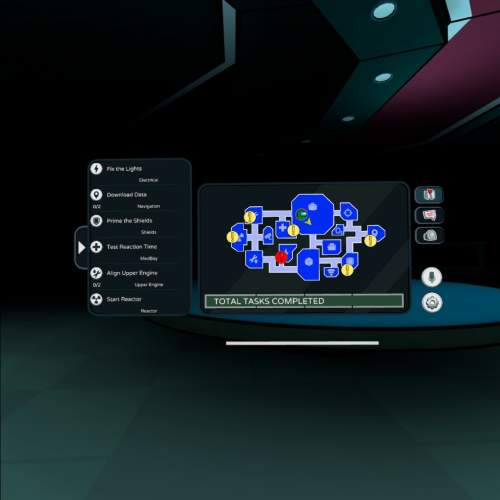 Fix the Lights
Electrical
Download Data
0/2 Navigation
Prime the Shields
Shields
Test Reaction Time
MedBay
Align Upper Engine
0/2 Upper Engine
Start Reactor
Reactor
TOTAL TASKS COMPLETED